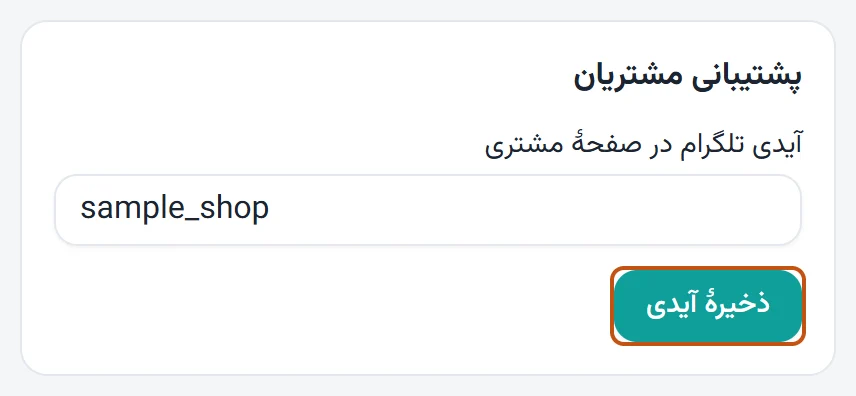 پشتیبانی مشتریان
آیدی تلگرام در صفحهٔ مشتری
sample_shop
ذخیرهٔ آیدی